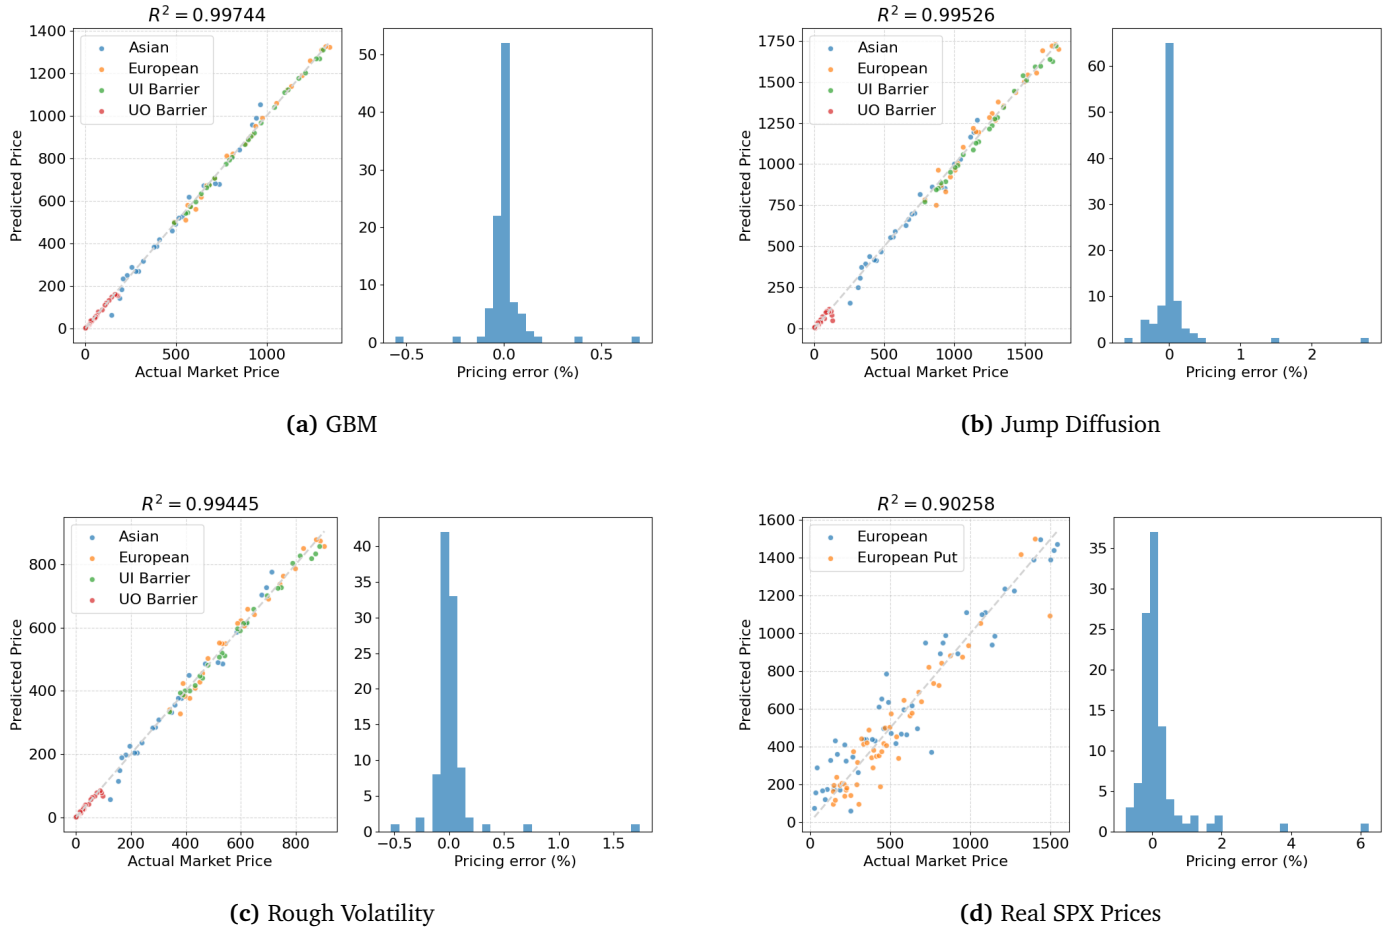 R² = 0.99744
1400
1200
1000
800
600
400
200
0
Predicted Price
Asian
European
UI Barrier
UO Barrier
0
500
1000
Actual Market Price
50
40
30
20
10
0
−0.5
0.0
0.5
Pricing error (%)
(a) GBM
R² = 0.99526
1750
1500
1250
1000
750
500
250
0
Predicted Price
Asian
European
UI Barrier
UO Barrier
0
500
1000
1500
Actual Market Price
60
50
40
30
20
10
0
0
1
2
Pricing error (%)
(b) Jump Diffusion
R² = 0.99445
800
600
400
200
0
Predicted Price
Asian
European
UI Barrier
UO Barrier
0
200
400
600
800
Actual Market Price
40
35
30
25
20
15
10
5
0
−0.5
0.0
0.5
1.0
1.5
Pricing error (%)
(c) Rough Volatility
R² = 0.90258
1600
1400
1200
1000
800
600
400
200
0
Predicted Price
European
European Put
0
500
1000
1500
Actual Market Price
35
30
25
20
15
10
5
0
0
2
4
6
Pricing error (%)
(d) Real SPX Prices